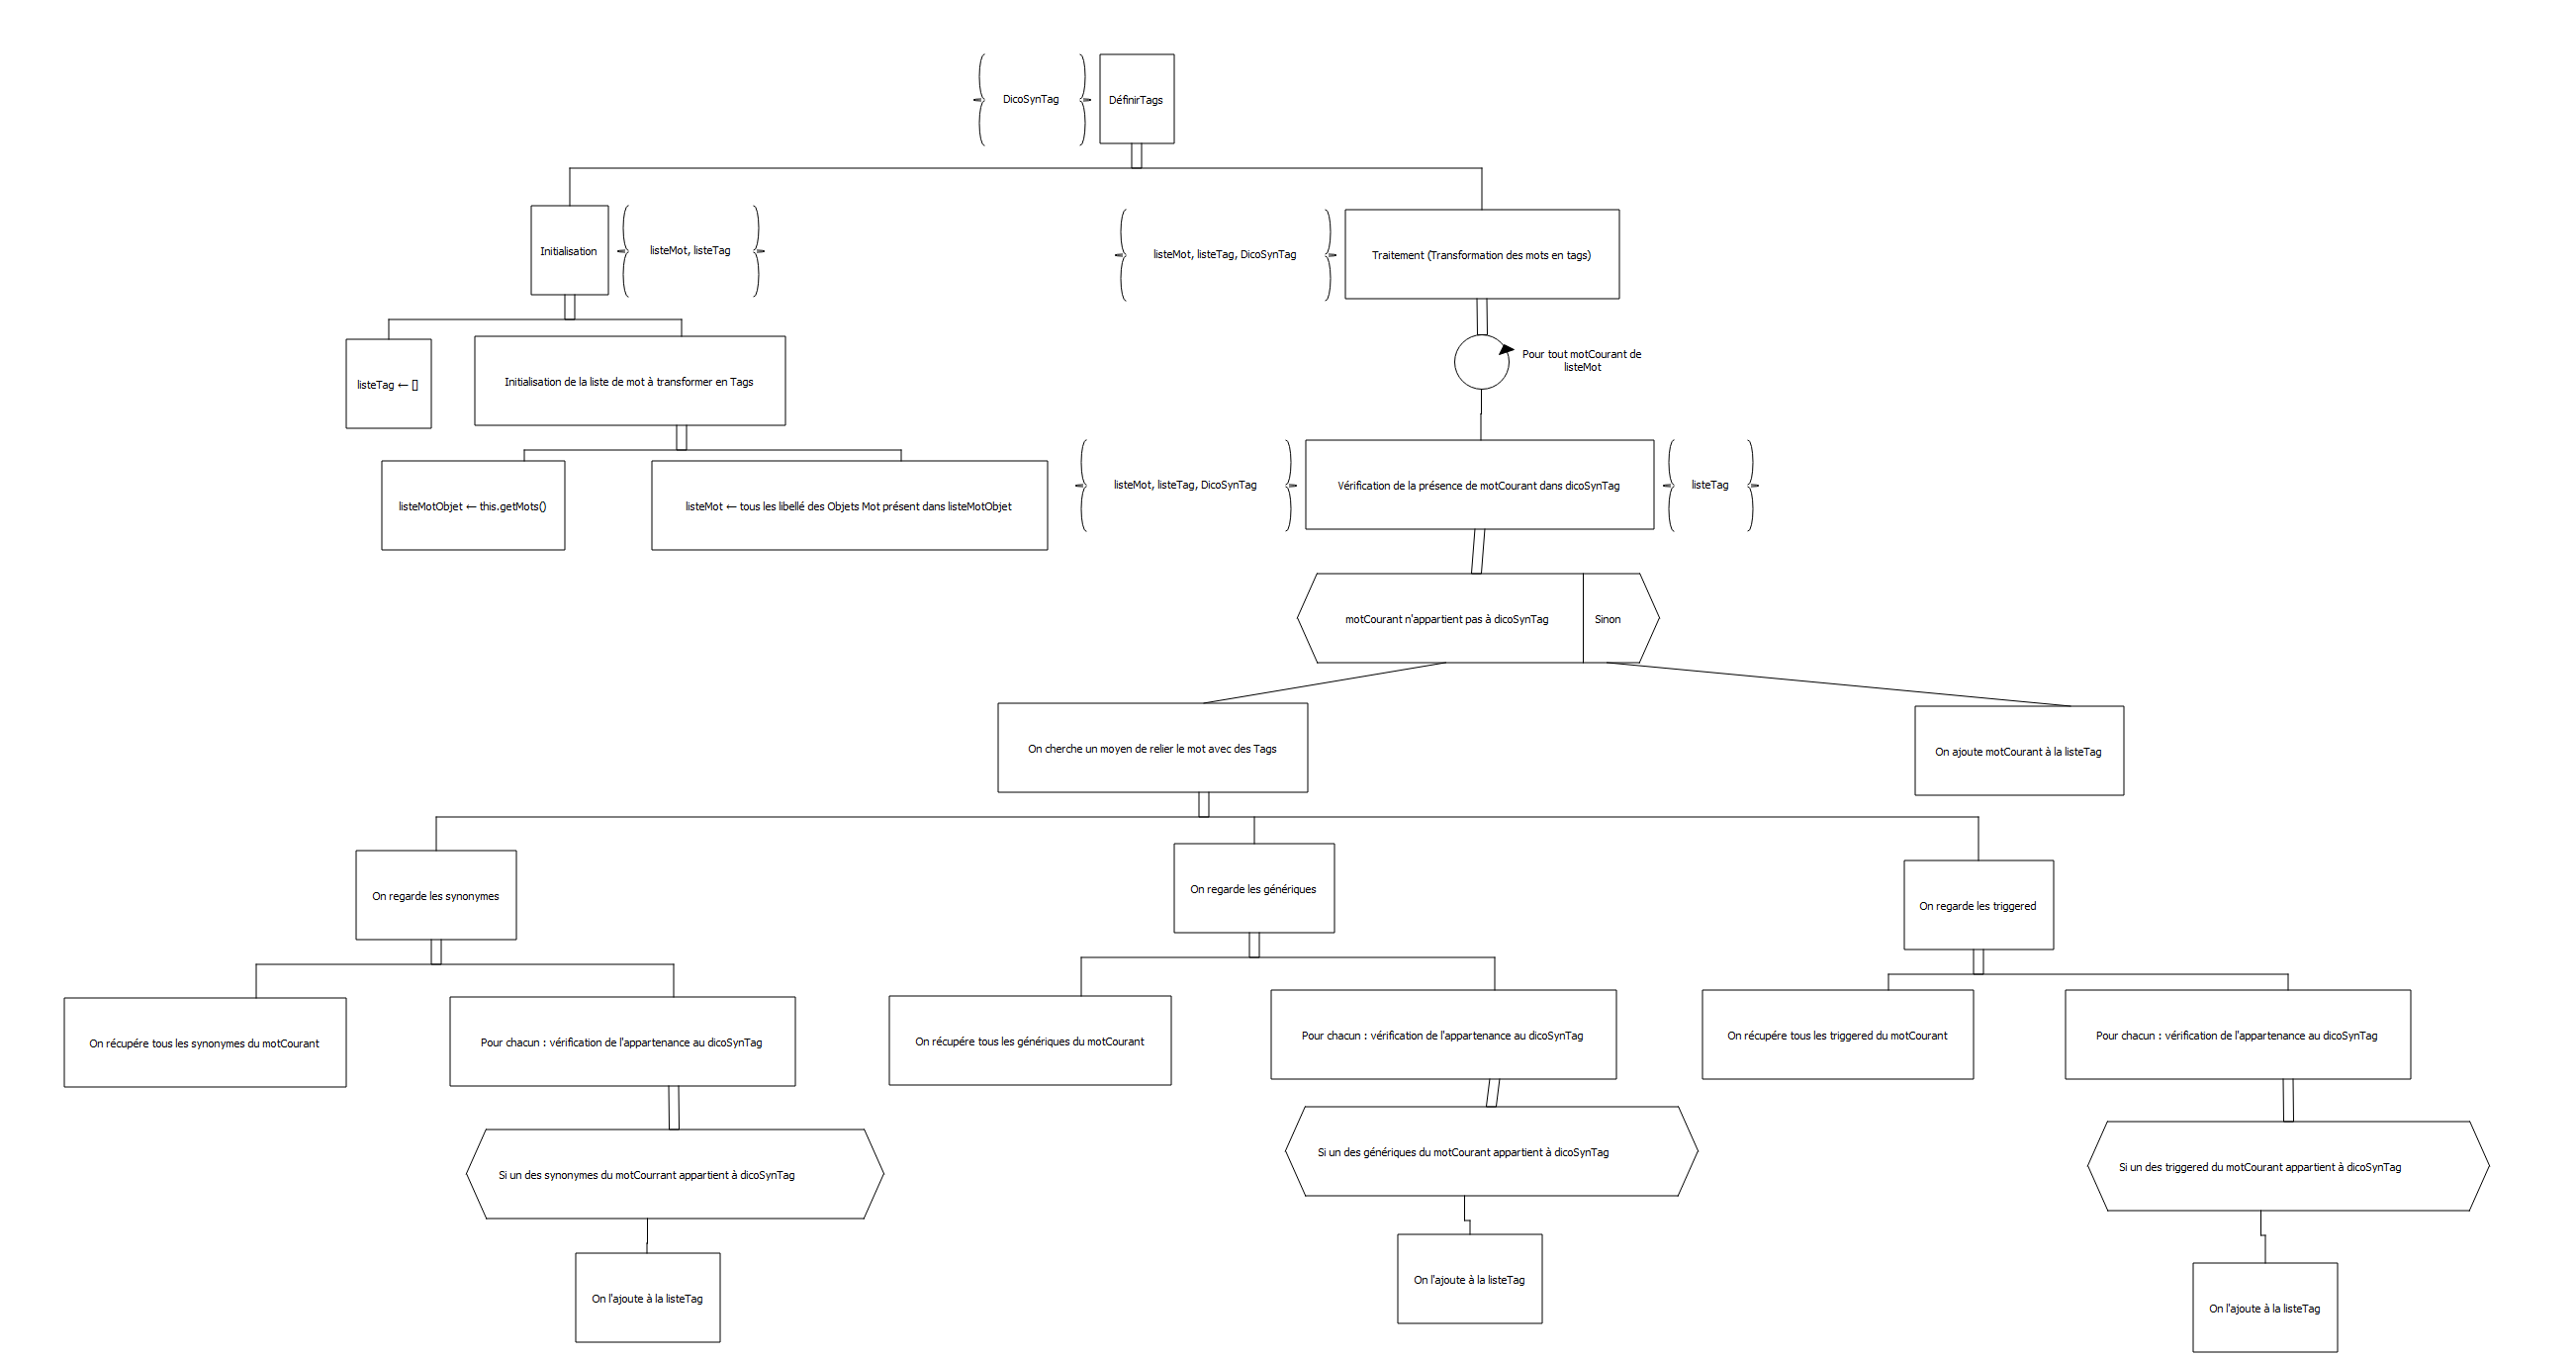 DicoSynTag
DéfinirTags
Initialisation
listeMot, listeTag
listeMot, listeTag, DicoSynTag
Traitement (Transformation des mots en tags)
Pour tout motCourant de
listeMot
listeTag ← []
Initialisation de la liste de mot à transformer en Tags
listeMotObjet ← this.getMots()
listeMot ← tous les libellé des Objets Mot présent dans listeMotObjet
listeMot, listeTag, DicoSynTag
Vérification de la présence de motCourant dans dicoSynTag
listeTag
motCourant n'appartient pas à dicoSynTag
Sinon
On cherche un moyen de relier le mot avec des Tags
On ajoute motCourant à la listeTag
On regarde les synonymes
On regarde les génériques
On regarde les triggered
On récupére tous les synonymes du motCourant
Pour chacun : vérification de l'appartenance au dicoSynTag
On récupére tous les génériques du motCourant
Pour chacun : vérification de l'appartenance au dicoSynTag
On récupére tous les triggered du motCourant
Pour chacun : vérification de l'appartenance au dicoSynTag
Si un des synonymes du motCourrant appartient à dicoSynTag
Si un des génériques du motCourant appartient à dicoSynTag
Si un des triggered du motCourant appartient à dicoSynTag
On l'ajoute à la listeTag
On l'ajoute à la listeTag
On l'ajoute à la listeTag